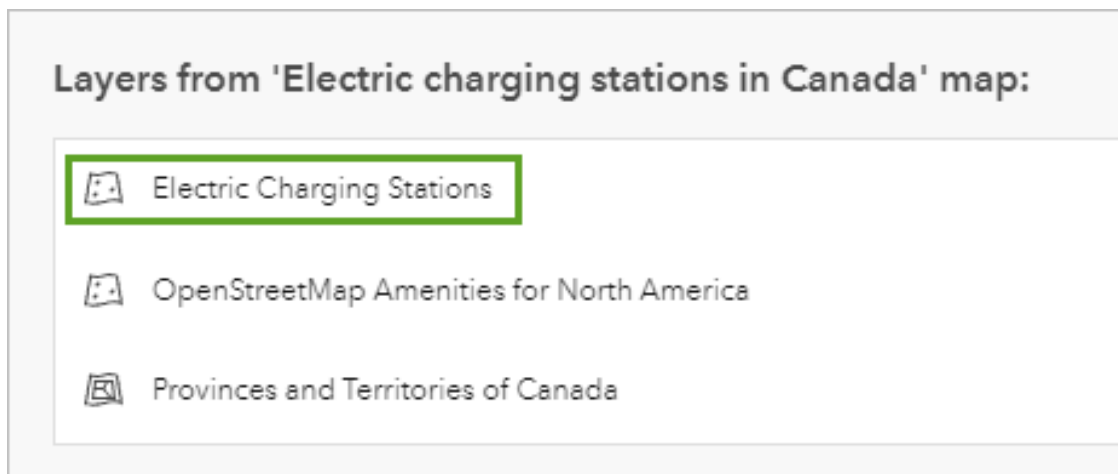 Layers from 'Electric charging stations in Canada' map:
Electric Charging Stations
OpenStreetMap Amenities for North America
Provinces and Territories of Canada